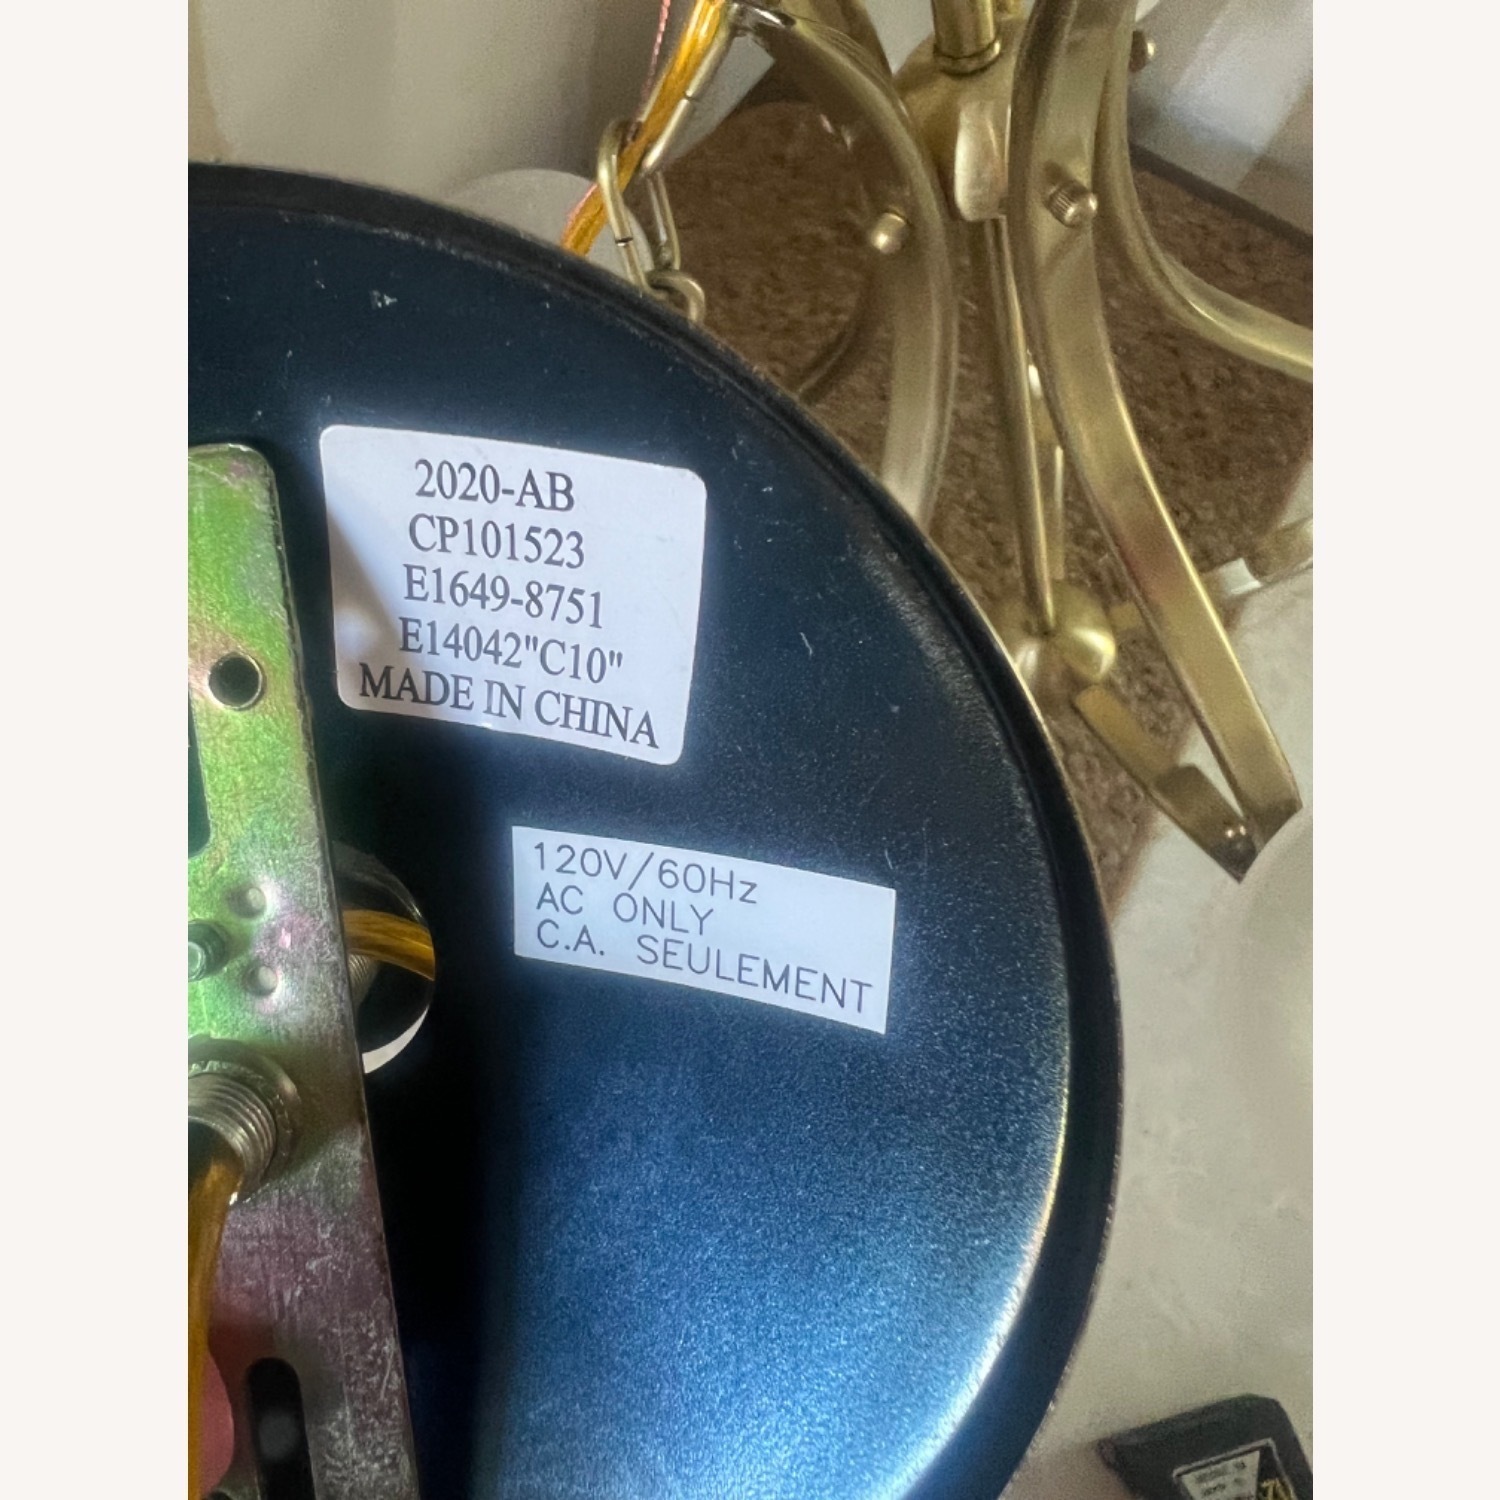 2020-AB
CP101523
E1649-8751
E14042"C10"
MADE IN CHINA
120V/60Hz
AC ONLY
C.A. SEULEMENT